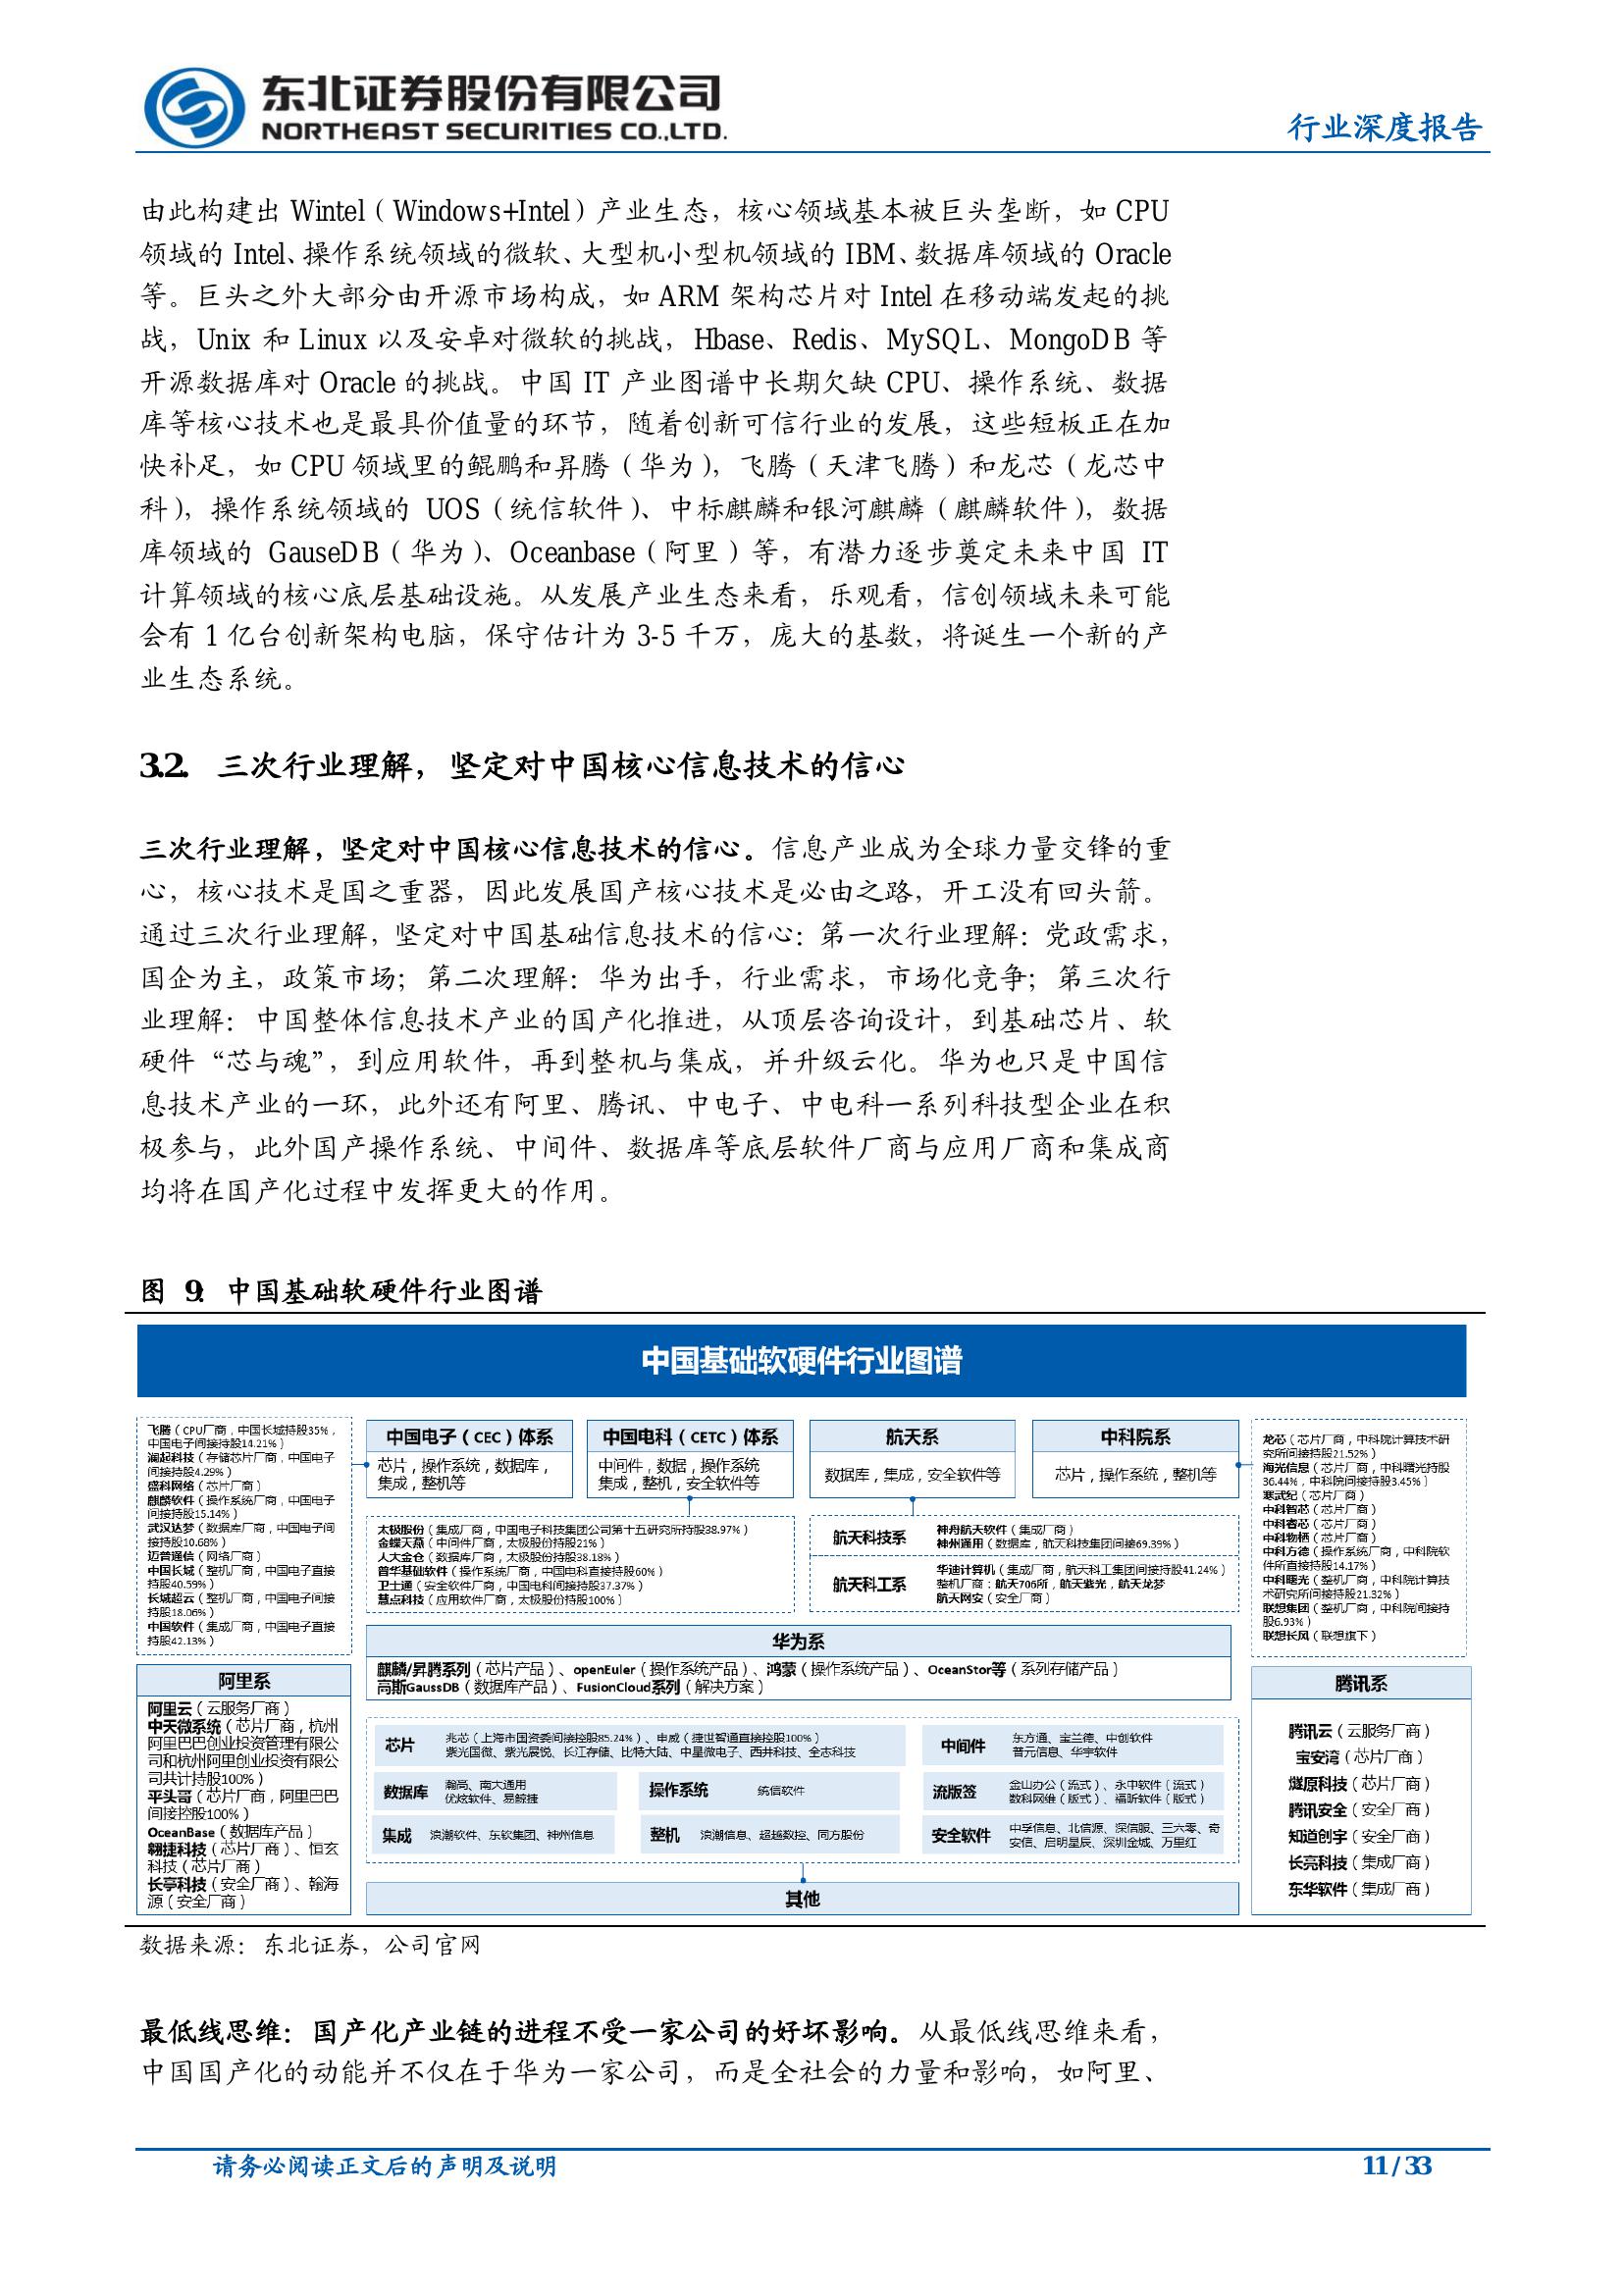 东北证券股份有限公司
NORTHEAST SECURITIES CO.,LTD.
行业深度报告
由此构建出 Wintel（Windows+Intel）产业生态，核心领域基本被巨头垄断，如 CPU
领域的 Intel、操作系统领域的微软、大型机小型机领域的 IBM、数据库领域的 Oracle
等。巨头之外大部分由开源市场构成，如 ARM 架构芯片对 Intel 在移动端发起的挑
战，Unix 和 Linux 以及安卓对微软的挑战，Hbase、Redis、MySQL、MongoDB 等
开源数据库对 Oracle 的挑战。中国 IT 产业图谱中长期欠缺 CPU、操作系统、数据
库等核心技术也是最具价值量的环节，随着创新可信行业的发展，这些短板正在加
快补足，如 CPU 领域里的鲲鹏和昇腾（华为），飞腾（天津飞腾）和龙芯（龙芯中
科），操作系统领域的 UOS（统信软件）、中标麒麟和银河麒麟（麒麟软件），数据
库领域的 GauseDB（华为）、Oceanbase（阿里）等，有潜力逐步奠定未来中国 IT
计算领域的核心底层基础设施。从发展产业生态来看，乐观看，信创领域未来可能
会有 1 亿台创新架构电脑，保守估计为 3-5 千万，庞大的基数，将诞生一个新的产
业生态系统。
3.2. 三次行业理解，坚定对中国核心信息技术的信心
三次行业理解，坚定对中国核心信息技术的信心。信息产业成为全球力量交锋的重
心，核心技术是国之重器，因此发展国产核心技术是必由之路，开工没有回头箭。
通过三次行业理解，坚定对中国基础信息技术的信心：第一次行业理解：党政需求，
国企为主，政策市场；第二次理解：华为出手，行业需求，市场化竞争；第三次行
业理解：中国整体信息技术产业的国产化推进，从顶层咨询设计，到基础芯片、软
硬件“芯与魂”，到应用软件，再到整机与集成，并升级云化。华为也只是中国信
息技术产业的一环，此外还有阿里、腾讯、中电子、中电科一系列科技型企业在积
极参与，此外国产操作系统、中间件、数据库等底层软件厂商与应用厂商和集成商
均将在国产化过程中发挥更大的作用。
图 9: 中国基础软硬件行业图谱
中国基础软硬件行业图谱
飞腾（CPU厂商，中国长城持股35%，
中国电子间接持股14.21%）
澜起科技（存储芯片厂商，中国电子
间接持股4.29%）
盛科网络（芯片厂商）
麒麟软件（操作系统厂商，中国电子
间接持股15.14%）
武汉达梦（数据库厂商，中国电子间
接持股10.68%）
迈普通信（网络厂商）
中国长城（整机厂商，中国电子直接
持股40.59%）
长城超云（整机厂商，中国电子间接
持股18.06%）
中国软件（集成厂商，中国电子直接
持股42.13%）
中国电子（CEC）体系
芯片，操作系统，数据库，
集成，整机等
中国电科（CETC）体系
中间件，数据，操作系统
集成，整机，安全软件等
航天系
数据库，集成，安全软件等
中科院系
芯片，操作系统，整机等
龙芯（芯片厂商，中科院计算技术研
究所间接持股21.52%）
海光信息（芯片厂商，中科曙光持股
36.44%，中科院间接持股3.45%）
寒武纪（芯片厂商）
中科智芯（芯片厂商）
中科睿芯（芯片厂商）
中科物栖（芯片厂商）
中科方德（操作系统厂商，中科院软
件所直接持股14.17%）
中科曙光（整机厂商，中科院计算技
术研究所间接持股21.32%）
联想集团（整机厂商，中科院间接持
股6.93%）
联想长风（联想旗下）
太极股份（集成厂商，中国电子科技集团公司第十五研究所持股38.97%）
金蝶天燕（中间件厂商，太极股份持股21%）
人大金仓（数据库厂商，太极股份持股38.18%）
普华基础软件（操作系统厂商，中国电科直接持股60%）
卫士通（安全软件厂商，中国电科间接持股37.37%）
慧点科技（应用软件厂商，太极股份持股100%）
航天科技系
神舟航天软件（集成厂商）
神州通用（数据库，航天科技集团间接69.39%）
航天科工系
华迪计算机（集成厂商，航天科工集团间接持股41.24%）
整机厂商：航天706所，航天紫光，航天龙梦
航天网安（安全厂商）
华为系
麒麟/昇腾系列（芯片产品）、openEuler（操作系统产品）、鸿蒙（操作系统产品）、OceanStor等（系列存储产品）
高斯GaussDB（数据库产品）、FusionCloud系列（解决方案）
阿里系
阿里云（云服务厂商）
中天微系统（芯片厂商，杭州
阿里巴巴创业投资管理有限公
司和杭州阿里创业投资有限公
司共计持股100%）
平头哥（芯片厂商，阿里巴巴
间接控股100%）
OceanBase（数据库产品）
翱捷科技（芯片厂商）、恒玄
科技（芯片厂商）
长亭科技（安全厂商）、翰海
源（安全厂商）
芯片
兆芯（上海市国资委间接控股85.24%）、申威（捷世智通直接控股100%）
紫光国微、紫光展锐、长江存储、比特大陆、中星微电子、西井科技、全志科技
中间件
东方通、宝兰德、中创软件
普元信息、华宇软件
数据库
瀚高、南大通用
优炫软件、易鲸捷
操作系统
统信软件
流版签
金山办公（流式）、永中软件（流式）
数科网维（版式）、福昕软件（版式）
集成
浪潮软件、东软集团、神州信息
整机
浪潮信息、超越数控、同方股份
安全软件
中孚信息、北信源、深信服、三六零、奇
安信、启明星辰、深圳金城、万里红
其他
腾讯系
腾讯云（云服务厂商）
宝安湾（芯片厂商）
燧原科技（芯片厂商）
腾讯安全（安全厂商）
知道创宇（安全厂商）
长亮科技（集成厂商）
东华软件（集成厂商）
数据来源：东北证券，公司官网
最低线思维：国产化产业链的进程不受一家公司的好坏影响。从最低线思维来看，
中国国产化的动能并不仅在于华为一家公司，而是全社会的力量和影响，如阿里、
请务必阅读正文后的声明及说明
11 / 33